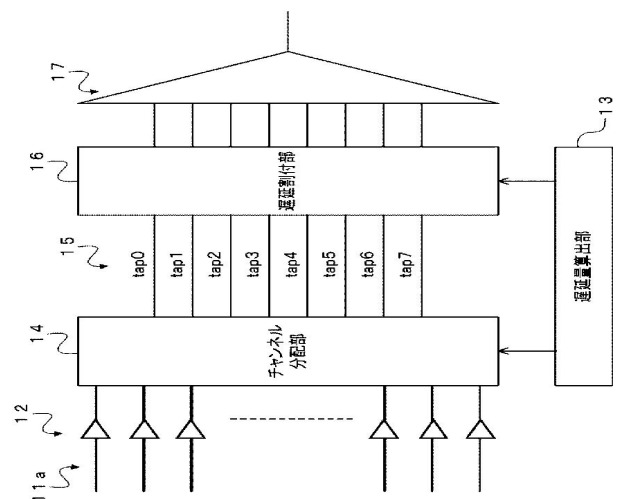 11a
12
14
15
16
17
チャンネル
分配部
tap0
tap1
tap2
tap3
tap4
tap5
tap6
tap7
遅延割付部
遅延量算出部
13